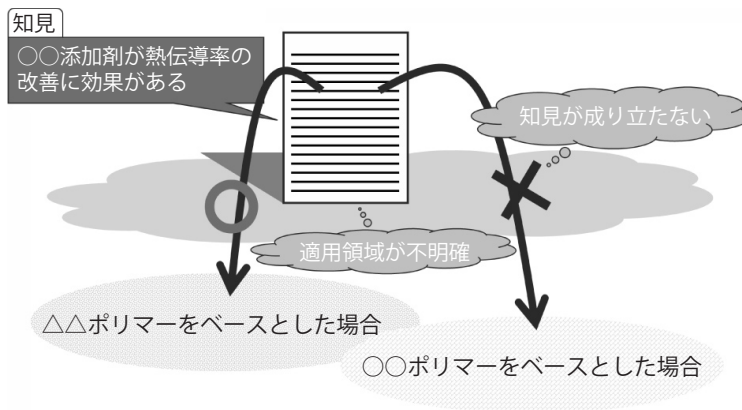 知見
○○添加剤が熱伝導率の
改善に効果がある
知見が成り立たない
適用領域が不明確
△△ポリマーをベースとした場合
○○ポリマーをベースとした場合